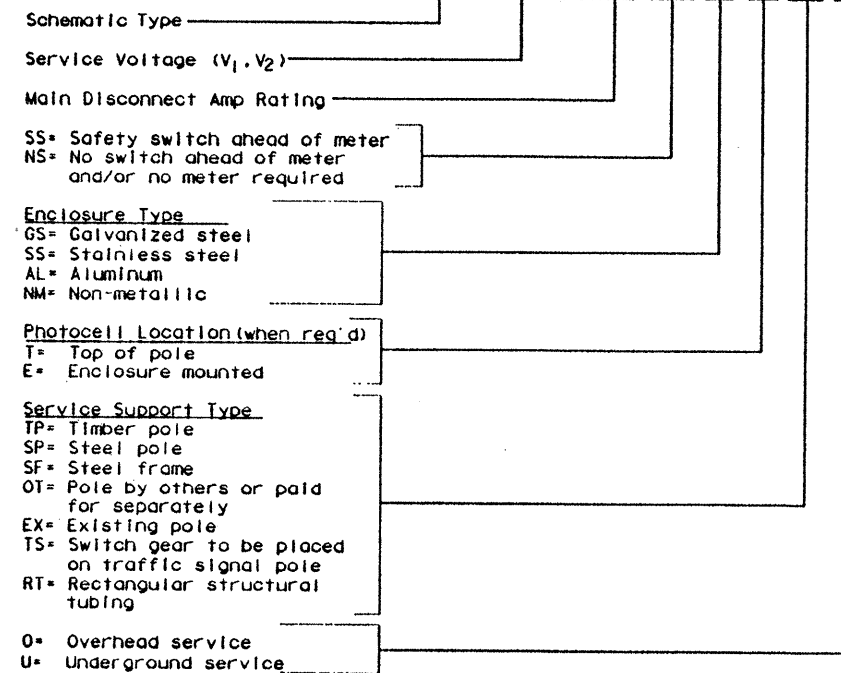 Schematic Type
Service Voltage (V1, V2)
Main Disconnect Amp Rating
SS= Safety switch ahead of meter
NS= No switch ahead of meter
and/or no meter required
Enclosure Type
GS= Galvanized steel
SS= Stainless steel
AL= Aluminum
NM= Non-metallic
Photocell Location (when req'd)
T= Top of pole
E= Enclosure mounted
Service Support Type
TP= Timber pole
SP= Steel pole
SF= Steel frame
OT= Pole by others or paid
for separately
EX= Existing pole
TS= Switch gear to be placed
on traffic signal pole
RT= Rectangular structural
tubing
O= Overhead service
U= Underground service